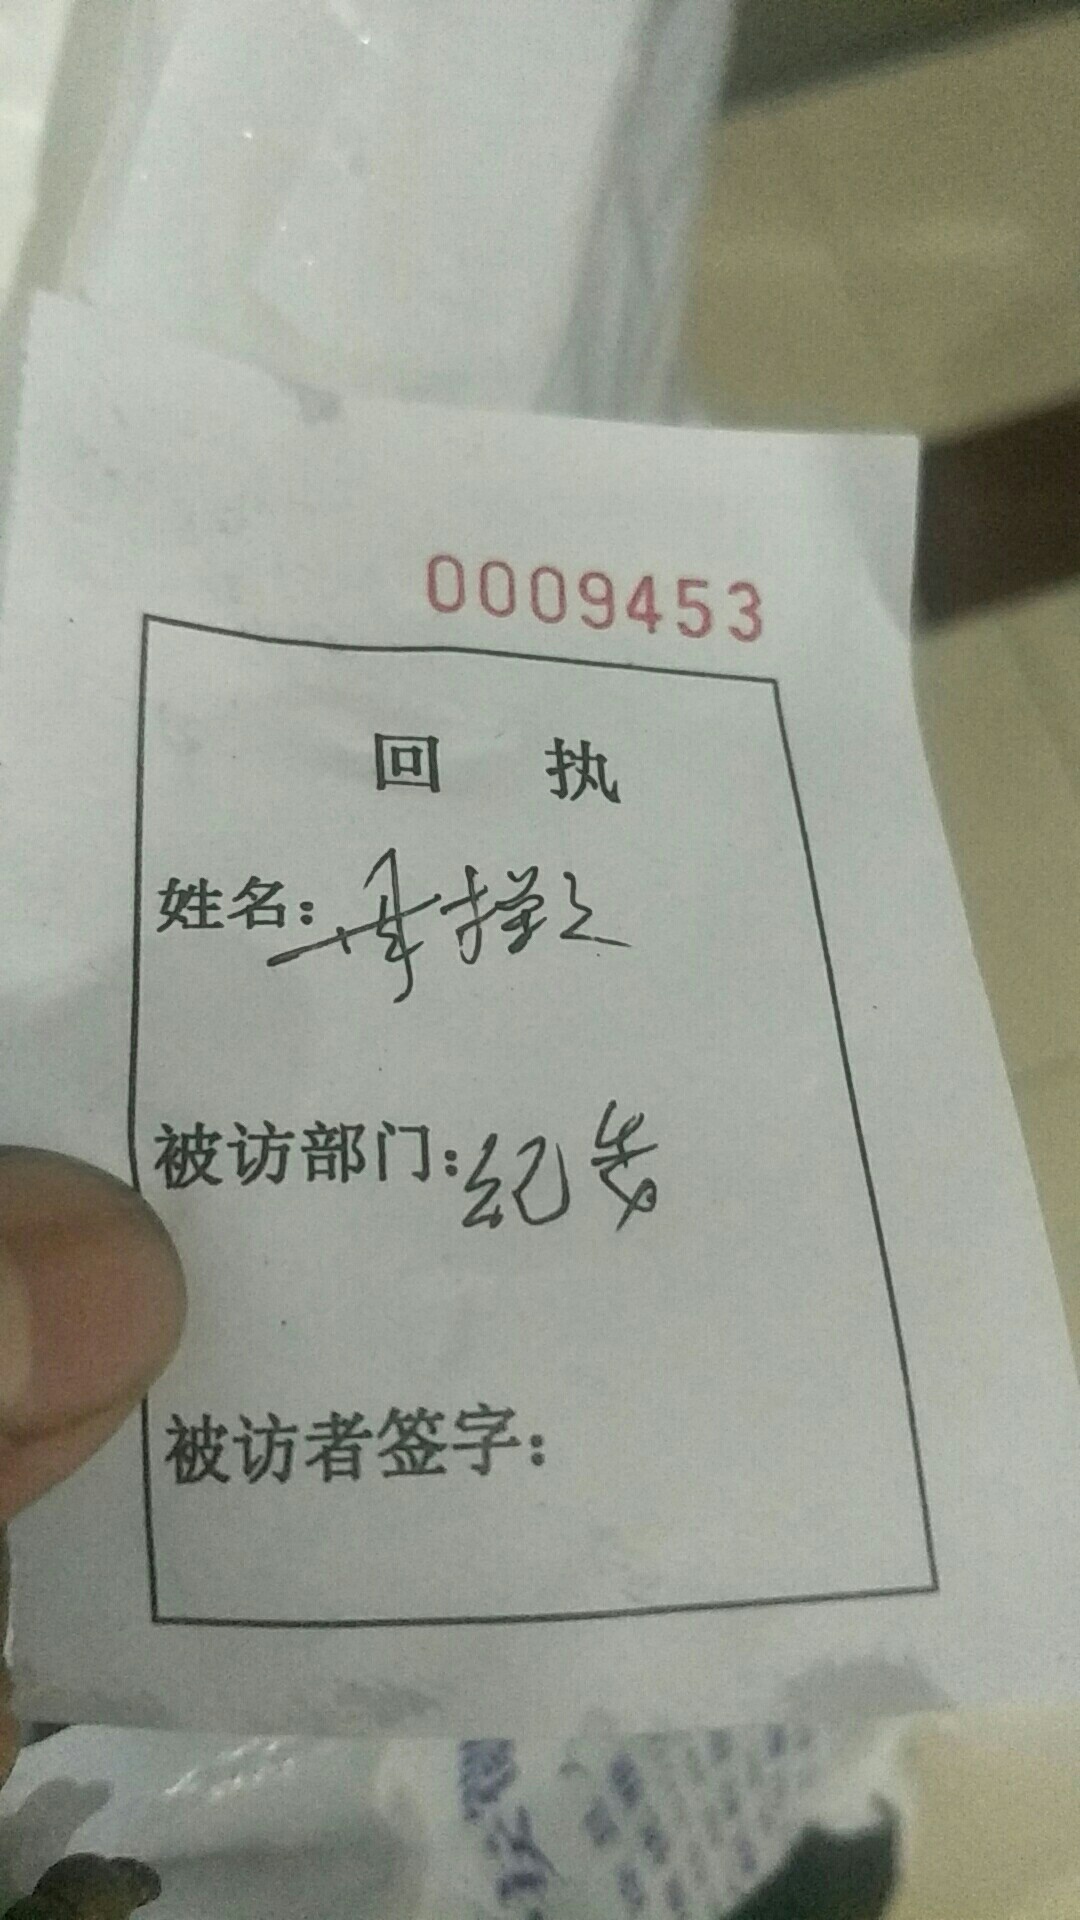 0009453
回执
姓名：
被访部门：纪委
被访者签字：